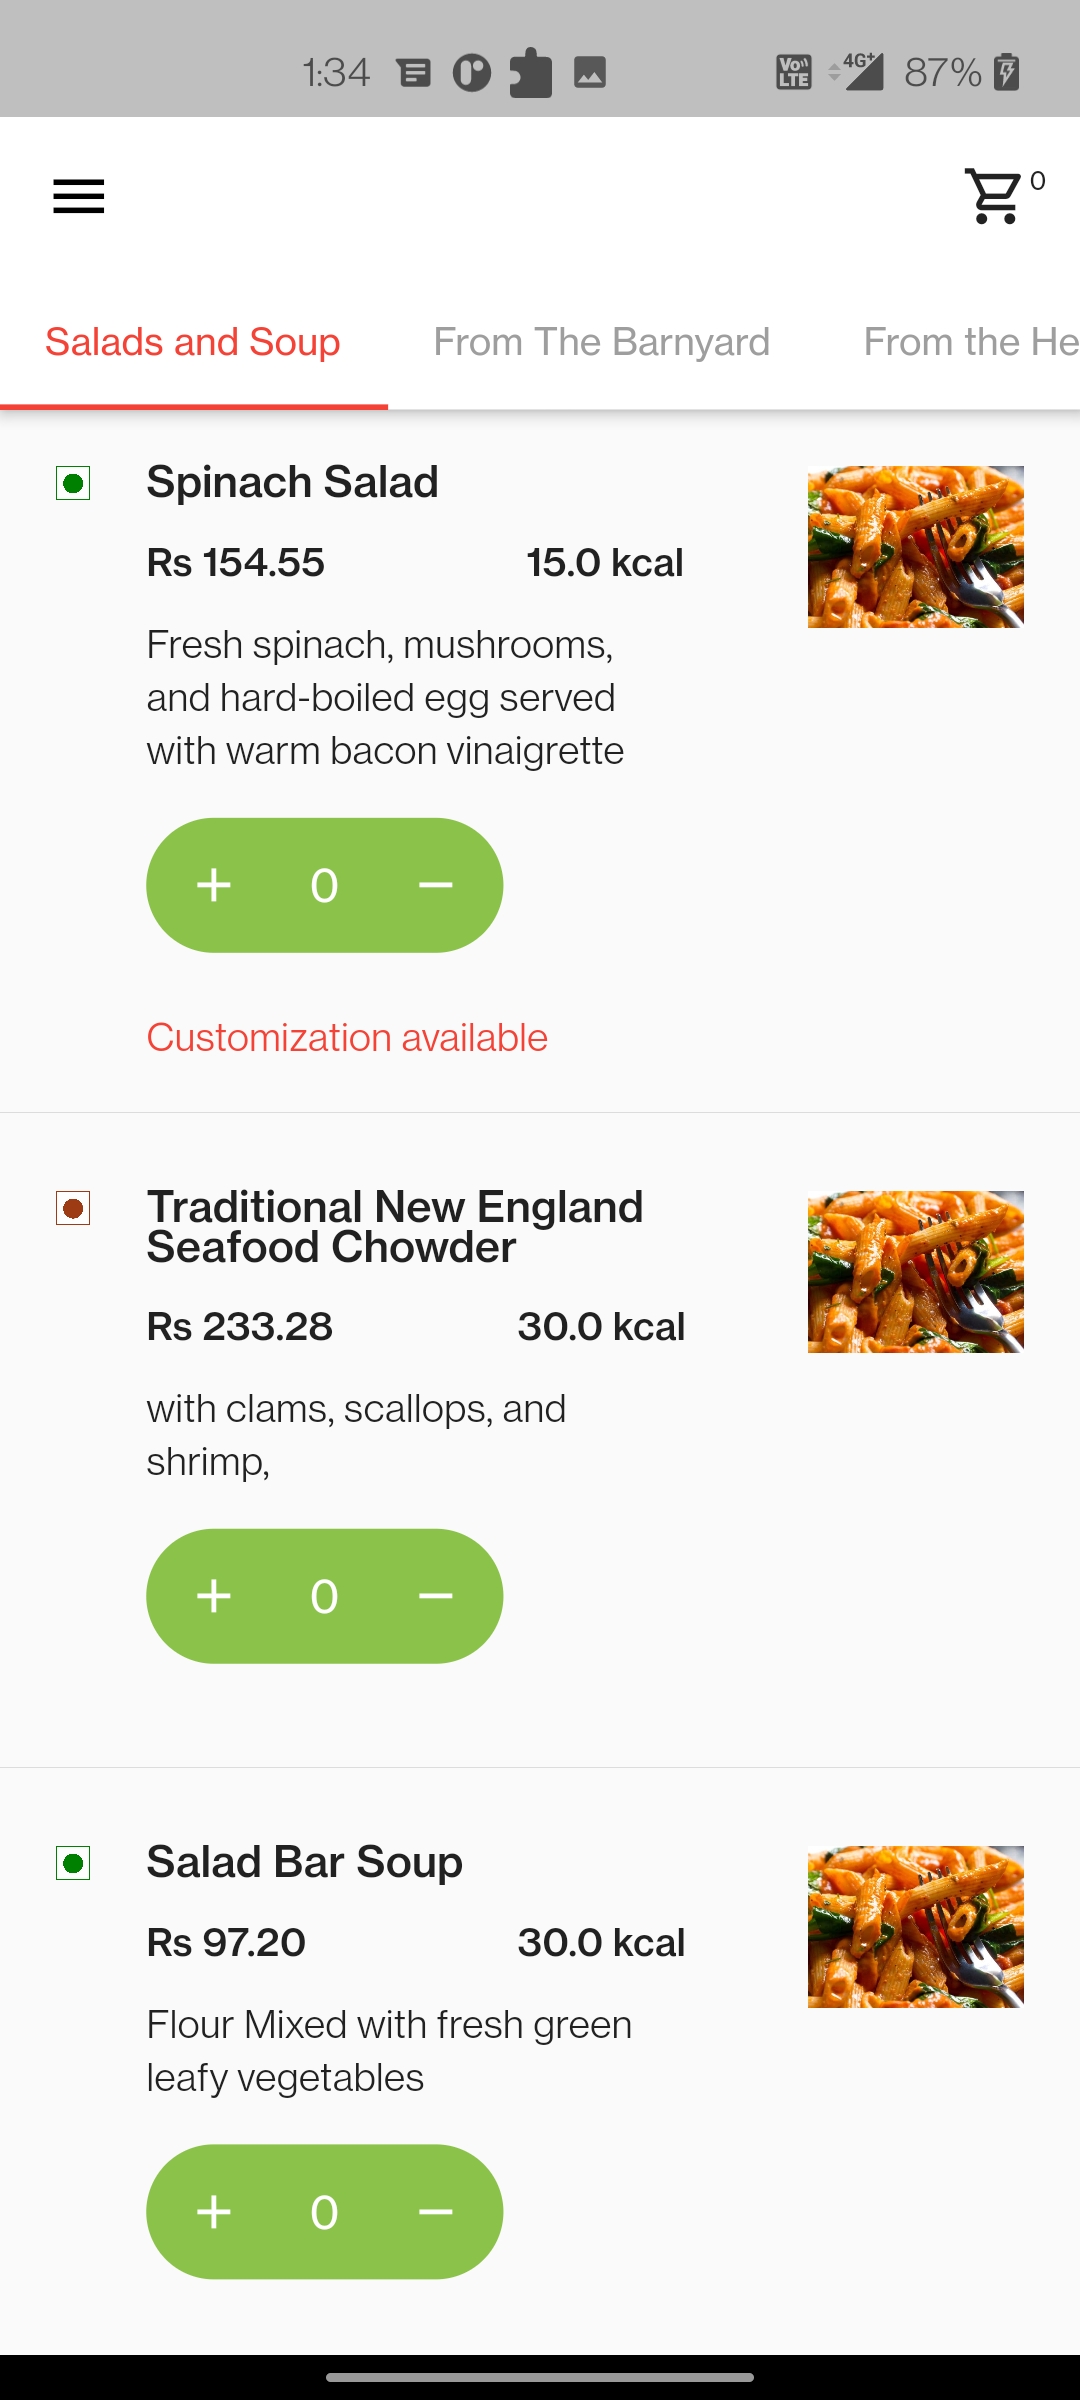 1:34
VoLTE
4G+
87%
0
Salads and Soup
From The Barnyard
From the He
Spinach Salad
Rs 154.55
15.0 kcal
Fresh spinach, mushrooms,
and hard-boiled egg served
with warm bacon vinaigrette
+ 0 −
Customization available
Traditional New England
Seafood Chowder
Rs 233.28
30.0 kcal
with clams, scallops, and
shrimp,
+ 0 −
Salad Bar Soup
Rs 97.20
30.0 kcal
Flour Mixed with fresh green
leafy vegetables
+ 0 −